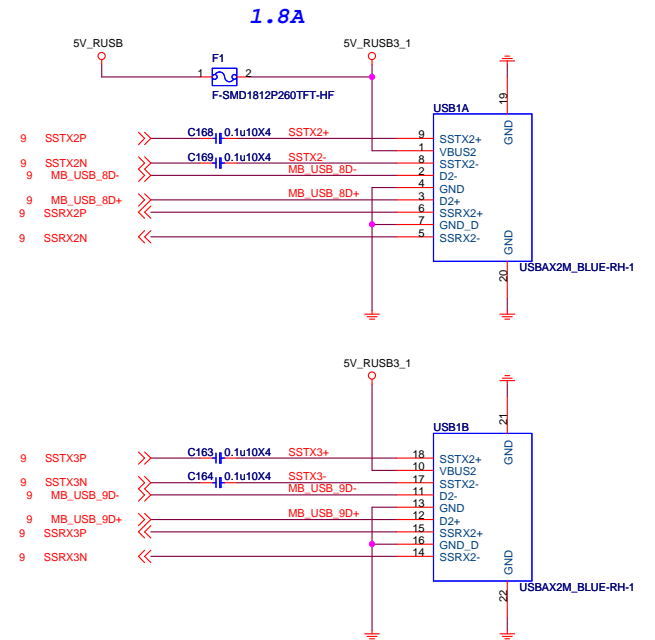 1.8A
5V_RUSB
5V_RUSB3_1
F1
1
2
F-SMD1812P260TFT-HF
19
USB1A
GND
9 SSTX2P
C168
0.1u10X4
SSTX2+
9
SSTX2+
1
VBUS2
9 SSTX2N
C169
0.1u10X4
SSTX2-
8
SSTX2-
9 MB_USB_8D-
MB_USB_8D-
2
D2-
4
GND
9 MB_USB_8D+
MB_USB_8D+
3
D2+
9 SSRX2P
6
SSRX2+
7
GND_D
9 SSRX2N
5
SSRX2-
GND
20
USBAX2M_BLUE-RH-1
5V_RUSB3_1
21
USB1B
GND
9 SSTX3P
C163
0.1u10X4
SSTX3+
18
SSTX2+
10
VBUS2
9 SSTX3N
C164
0.1u10X4
SSTX3-
17
SSTX2-
9 MB_USB_9D-
MB_USB_9D-
11
D2-
13
GND
9 MB_USB_9D+
MB_USB_9D+
12
D2+
9 SSRX3P
15
SSRX2+
16
GND_D
9 SSRX3N
14
SSRX2-
GND
22
USBAX2M_BLUE-RH-1